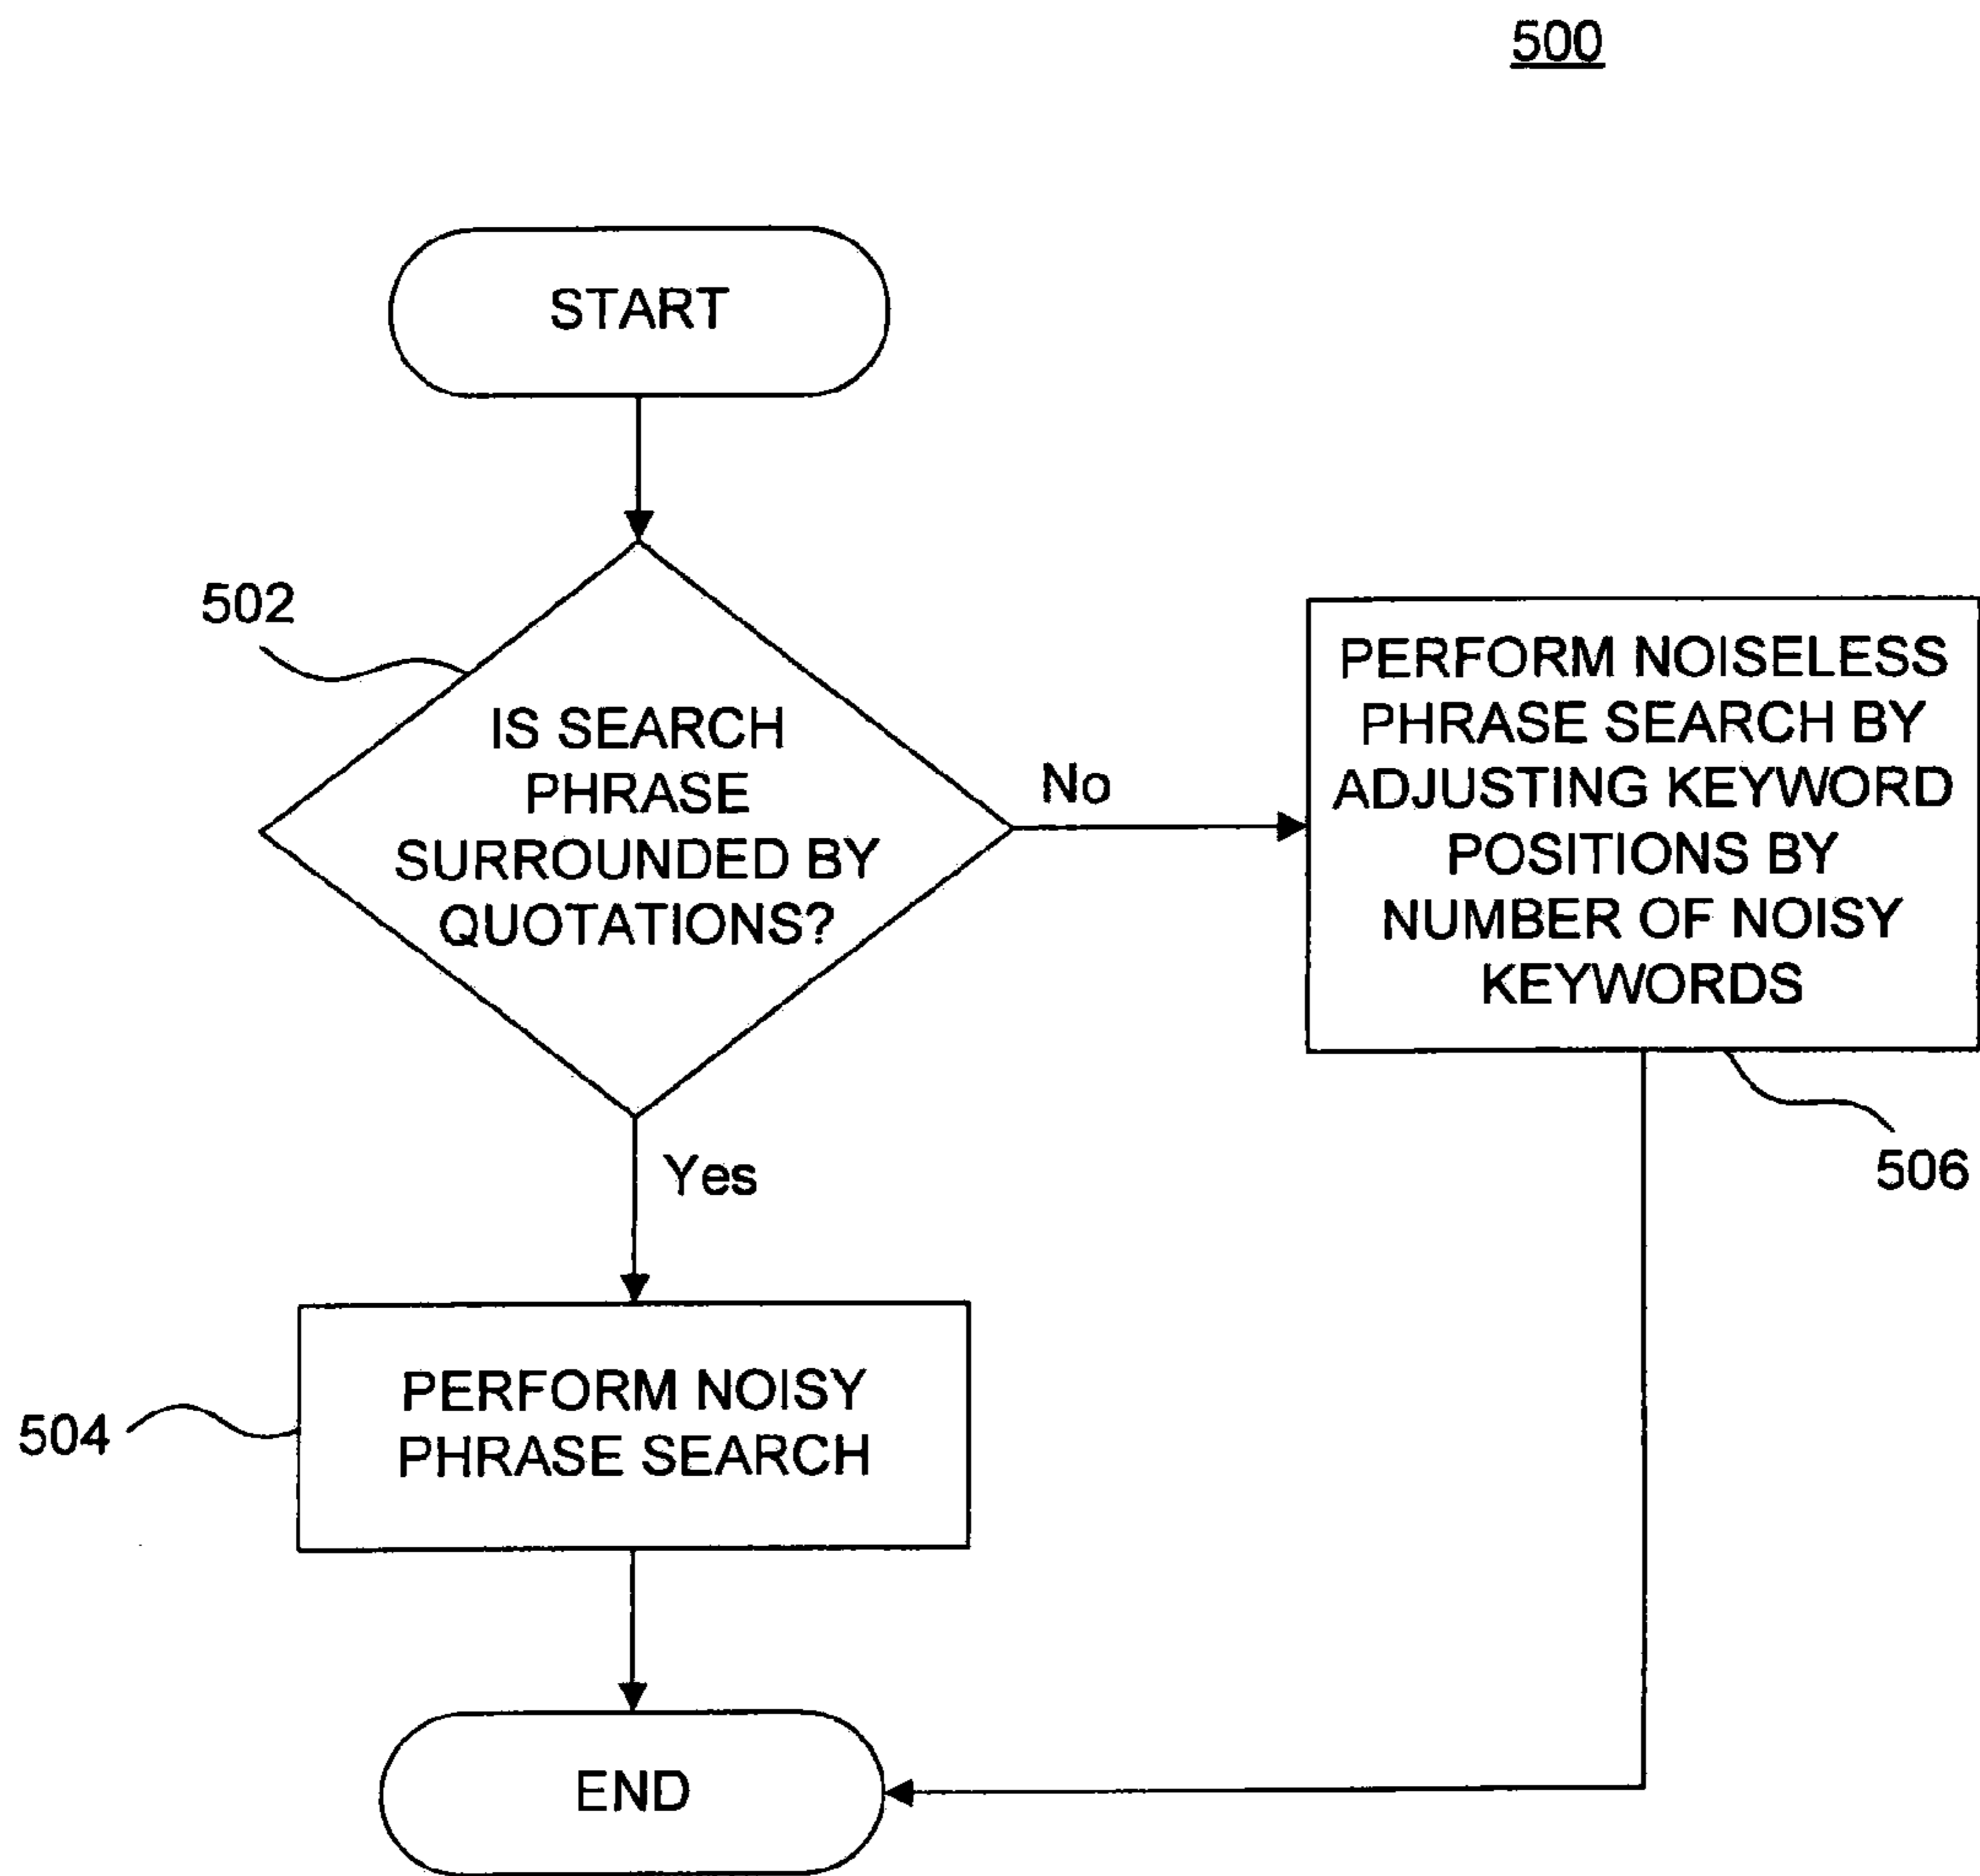 500
START
502
IS SEARCH
PHRASE
SURROUNDED BY
QUOTATIONS?
No
PERFORM NOISELESS
PHRASE SEARCH BY
ADJUSTING KEYWORD
POSITIONS BY
NUMBER OF NOISY
KEYWORDS
506
Yes
504
PERFORM NOISY
PHRASE SEARCH
END